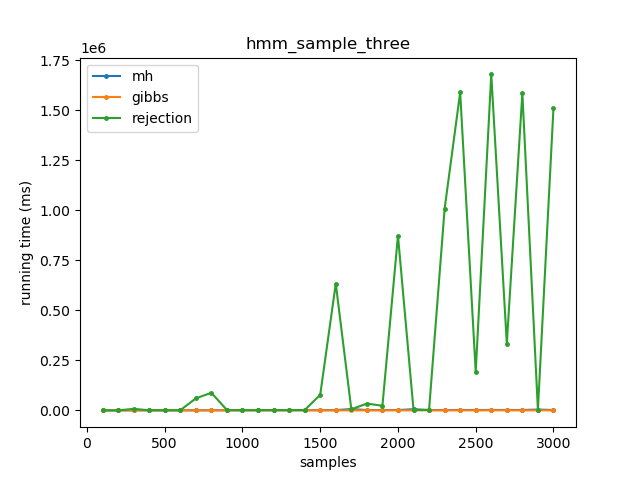 hmm_sample_three
1e6
mh
gibbs
rejection
1.75
1.50
1.25
1.00
0.75
0.50
0.25
0.00
running time (ms)
0
500
1000
1500
2000
2500
3000
samples